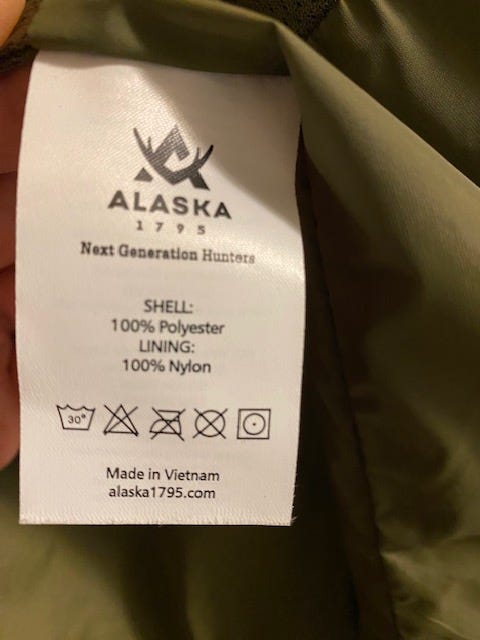 ALASKA
1795
Next Generation Hunters
SHELL:
100% Polyester
LINING:
100% Nylon
30°
Made in Vietnam
alaska1795.com